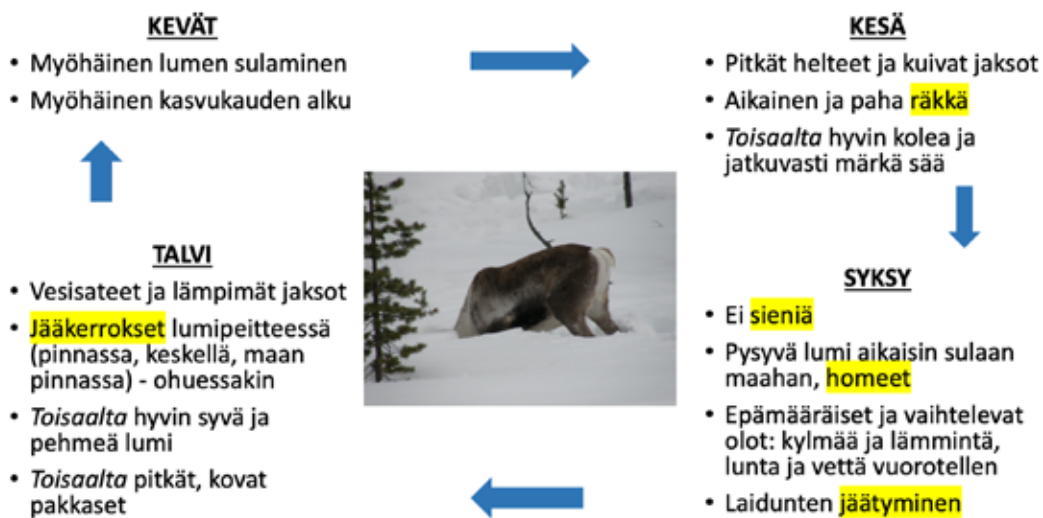 KEVÄT
• Myöhäinen lumen sulaminen
• Myöhäinen kasvukauden alku
KESÄ
• Pitkät helteet ja kuivat jaksot
• Aikainen ja paha räkkä
• Toisaalta hyvin kolea ja
jatkuvasti märkä sää
SYKSY
• Ei sieniä
• Pysyvä lumi aikaisin sulaan
maahan, homeet
• Epämääräiset ja vaihtelevat
olot: kylmää ja lämmintä,
lunta ja vettä vuorotellen
• Laidunten jäätyminen
TALVI
• Vesisateet ja lämpimät jaksot
• Jääkerrokset lumipeitteessä
(pinnassa, keskellä, maan
pinnassa) - ohuessakin
• Toisaalta hyvin syvä ja
pehmeä lumi
• Toisaalta pitkät, kovat
pakkaset